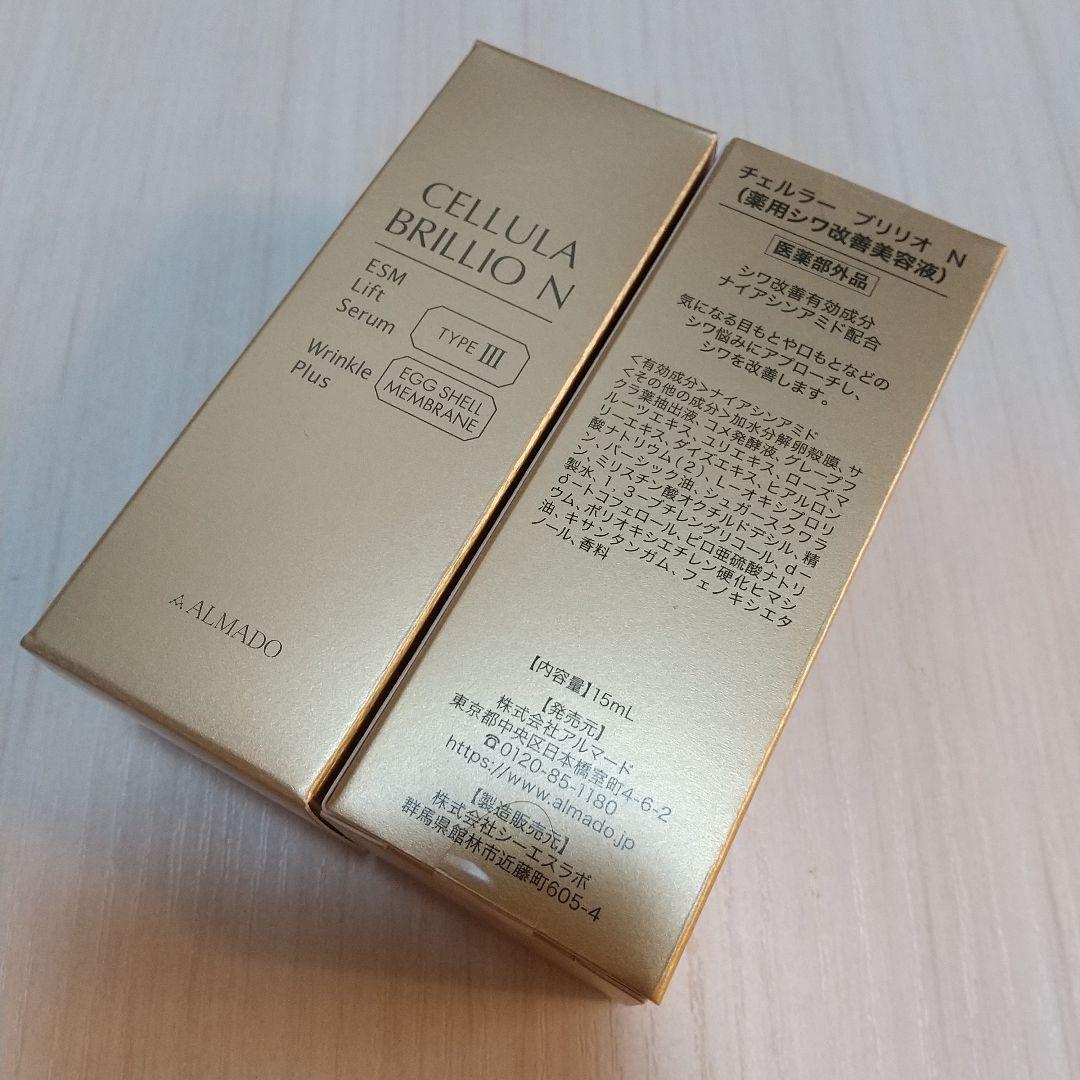 CELLULA
BRILLIO N
ESM
Lift
Serum
TYPE III
Wrinkle
Plus
EGG SHELL
MEMBRANE
ALMADO
チェルラー ブリリオ N
(薬用シワ改善美容液)
医薬部外品
シワ改善有効成分
ナイアシンアミド配合
気になる目もとや口もとなどの
シワ悩みにアプローチし、
シワを改善します。
<有効成分>ナイアシンアミド
<その他の成分>加水分解卵殻膜、サ
クラ葉抽出液、コメ発酵液、グレープフ
ルーツエキス、ユリエキス、ローズマ
リーエキス、ダイズエキス、ヒアルロン
酸ナトリウム(2)、L-オキシプロリ
ン、パーシック油、シュガースクワラ
ン、ミリスチン酸オクチルドデシル、精
製水、1,3-ブチレングリコール、d-
δ-トコフェロール、ピロ亜硫酸ナトリ
ウム、ポリオキシエチレン硬化ヒマシ
油、キサンタンガム、フェノキシエタ
ノール、香料
【内容量】15mL
【発売元】
株式会社アルマード
東京都中央区日本橋室町4-6-2
☎0120-85-1180
https://www.almado.jp
【製造販売元】
株式会社シーエスラボ
群馬県館林市近藤町605-4